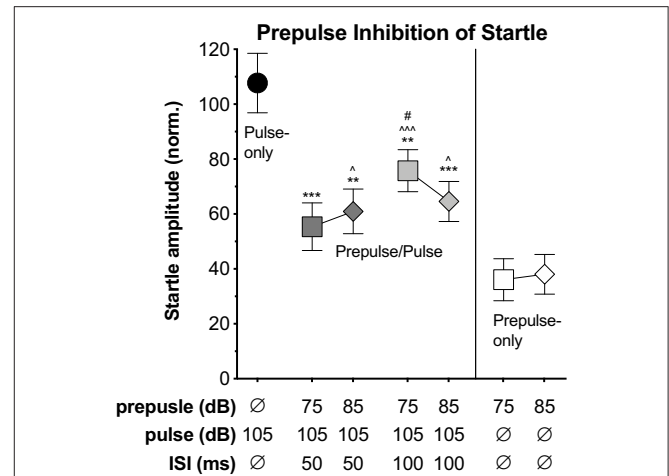 Prepulse Inhibition of Startle
Startle amplitude (norm.)
120
100
80
60
40
20
0
Pulse-
only
***
^
**
#
^^^
**
^
***
Prepulse/Pulse
Prepulse-
only
prepusle (dB) ∅ 75 85 75 85 75 85
pulse (dB) 105 105 105 105 105 ∅ ∅
ISI (ms) ∅ 50 50 100 100 ∅ ∅